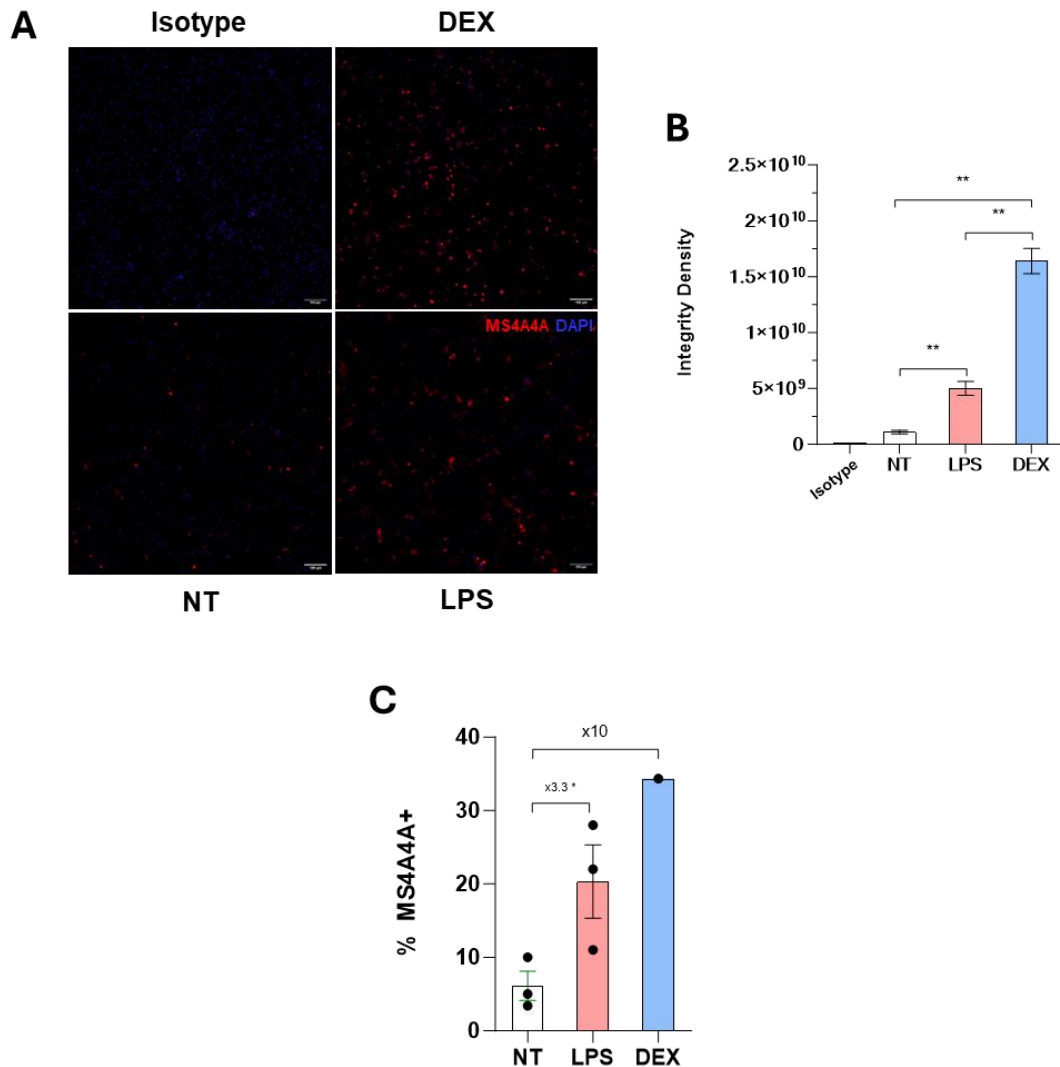 A
Isotype DEX
MS4A4A DAPI
NT LPS
B
Integrity Density
2.5×10¹⁰
2×10¹⁰
1.5×10¹⁰
1×10¹⁰
5×10⁹
0
**
**
**
Isotype NT LPS DEX
C
% MS4A4A+
40
30
20
10
0
x10
x3.3 *
NT LPS DEX